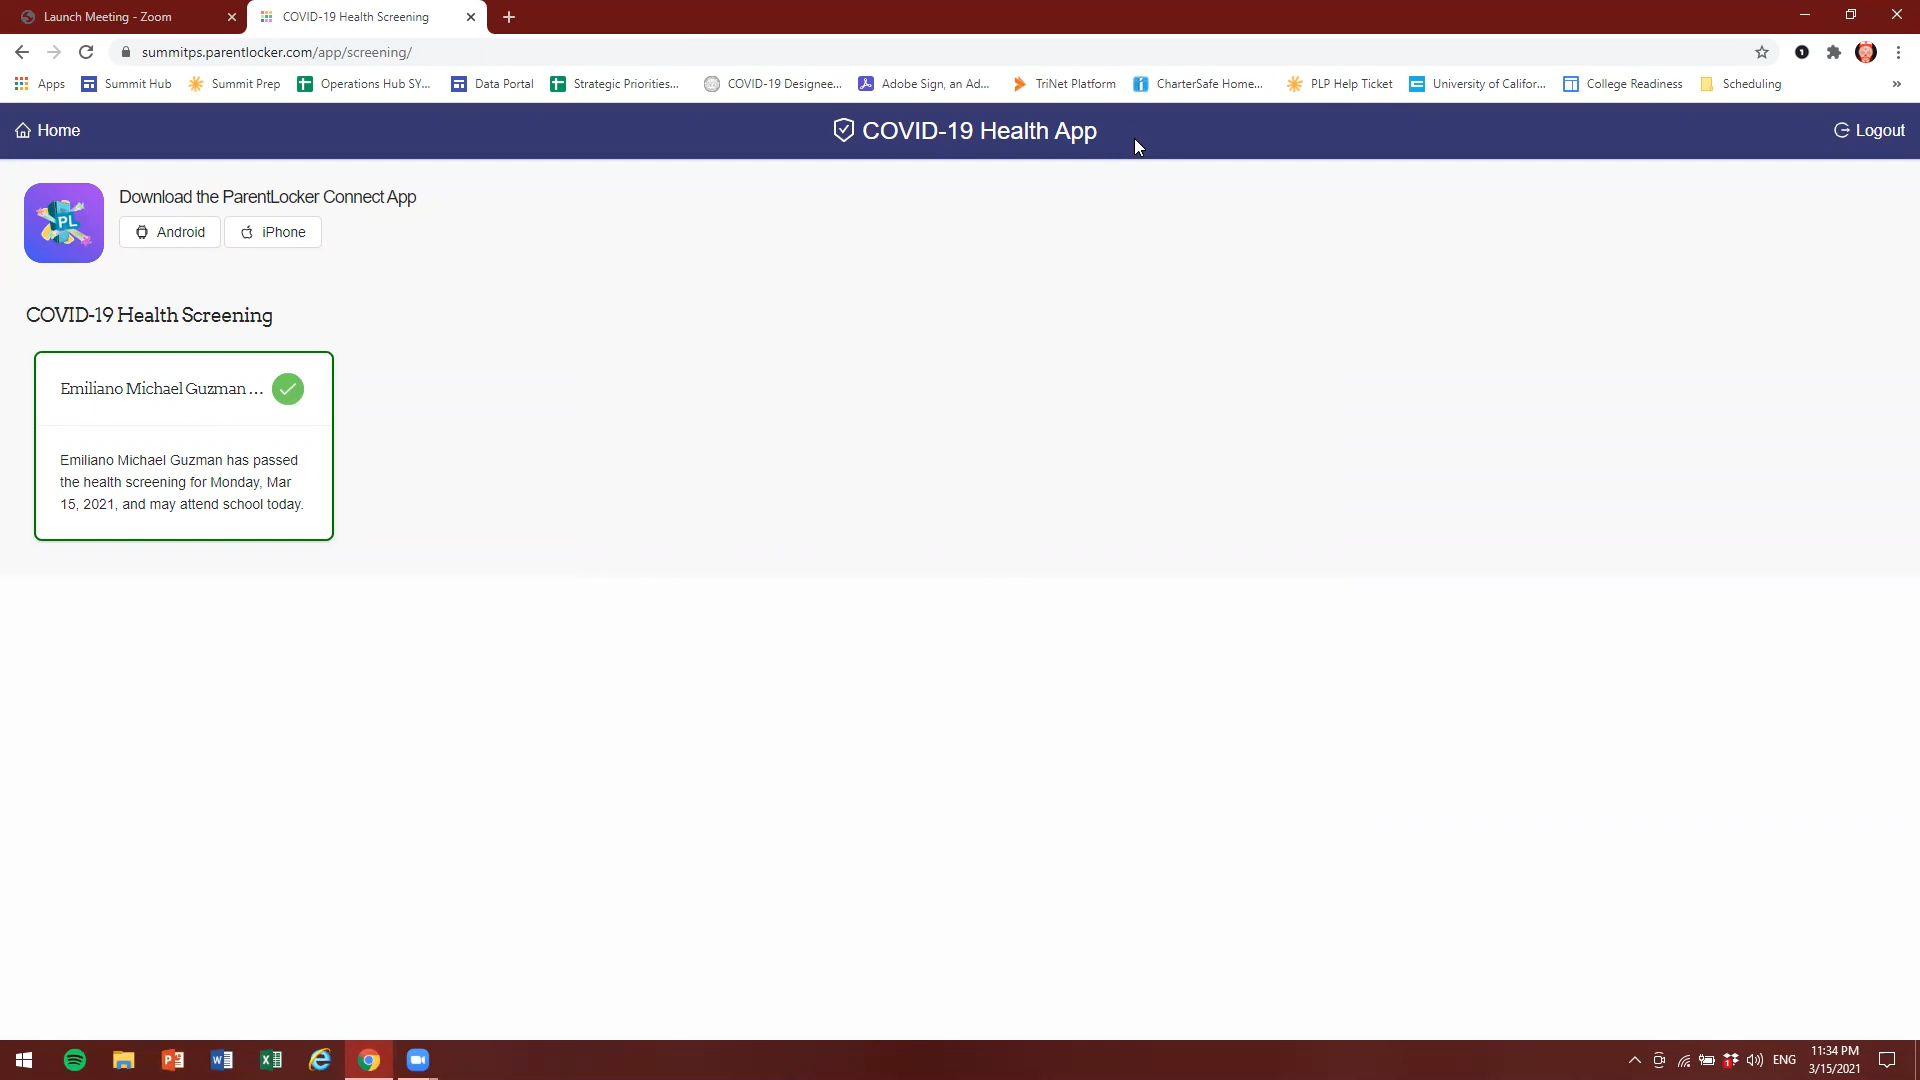 Launch Meeting - Zoom
COVID-19 Health Screening
summitps.parentlocker.com/app/screening/
Apps
Summit Hub
Summit Prep
Operations Hub SY...
Data Portal
Strategic Priorities...
COVID-19 Designee...
Adobe Sign, an Ad...
TriNet Platform
CharterSafe Home...
PLP Help Ticket
University of Califor...
College Readiness
Scheduling
»
Home
COVID-19 Health App
Logout
PL
Download the ParentLocker Connect App
Android
iPhone
COVID-19 Health Screening
Emiliano Michael Guzman ...
Emiliano Michael Guzman has passed
the health screening for Monday, Mar
15, 2021, and may attend school today.
ENG
11:34 PM
3/15/2021